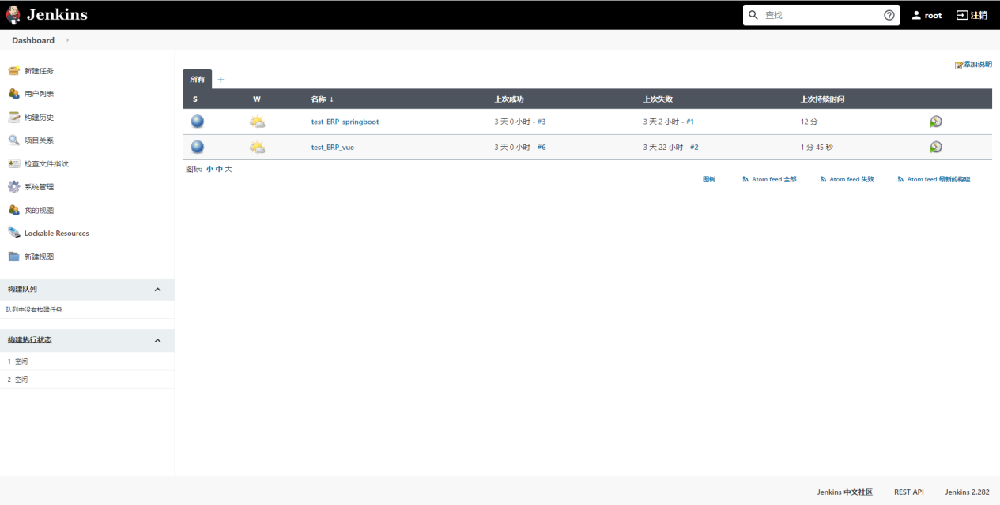 Jenkins
查找
root
注销
Dashboard
新建任务
用户列表
构建历史
项目关系
检查文件指纹
系统管理
我的视图
Lockable Resources
新建视图
构建队列
队列中没有构建任务
构建执行状态
1 空闲
2 空闲
添加说明
所有 +
S W 名称 ↓ 上次成功 上次失败 上次持续时间
test_ERP_springboot 3 天 0 小时 - #3 3 天 2 小时 - #1 12 分
test_ERP_vue 3 天 0 小时 - #6 3 天 22 小时 - #2 1 分 45 秒
图标: 小 中 大
图例 Atom feed 全部 Atom feed 失败 Atom feed 最新的构建
Jenkins 中文社区 REST API Jenkins 2.282